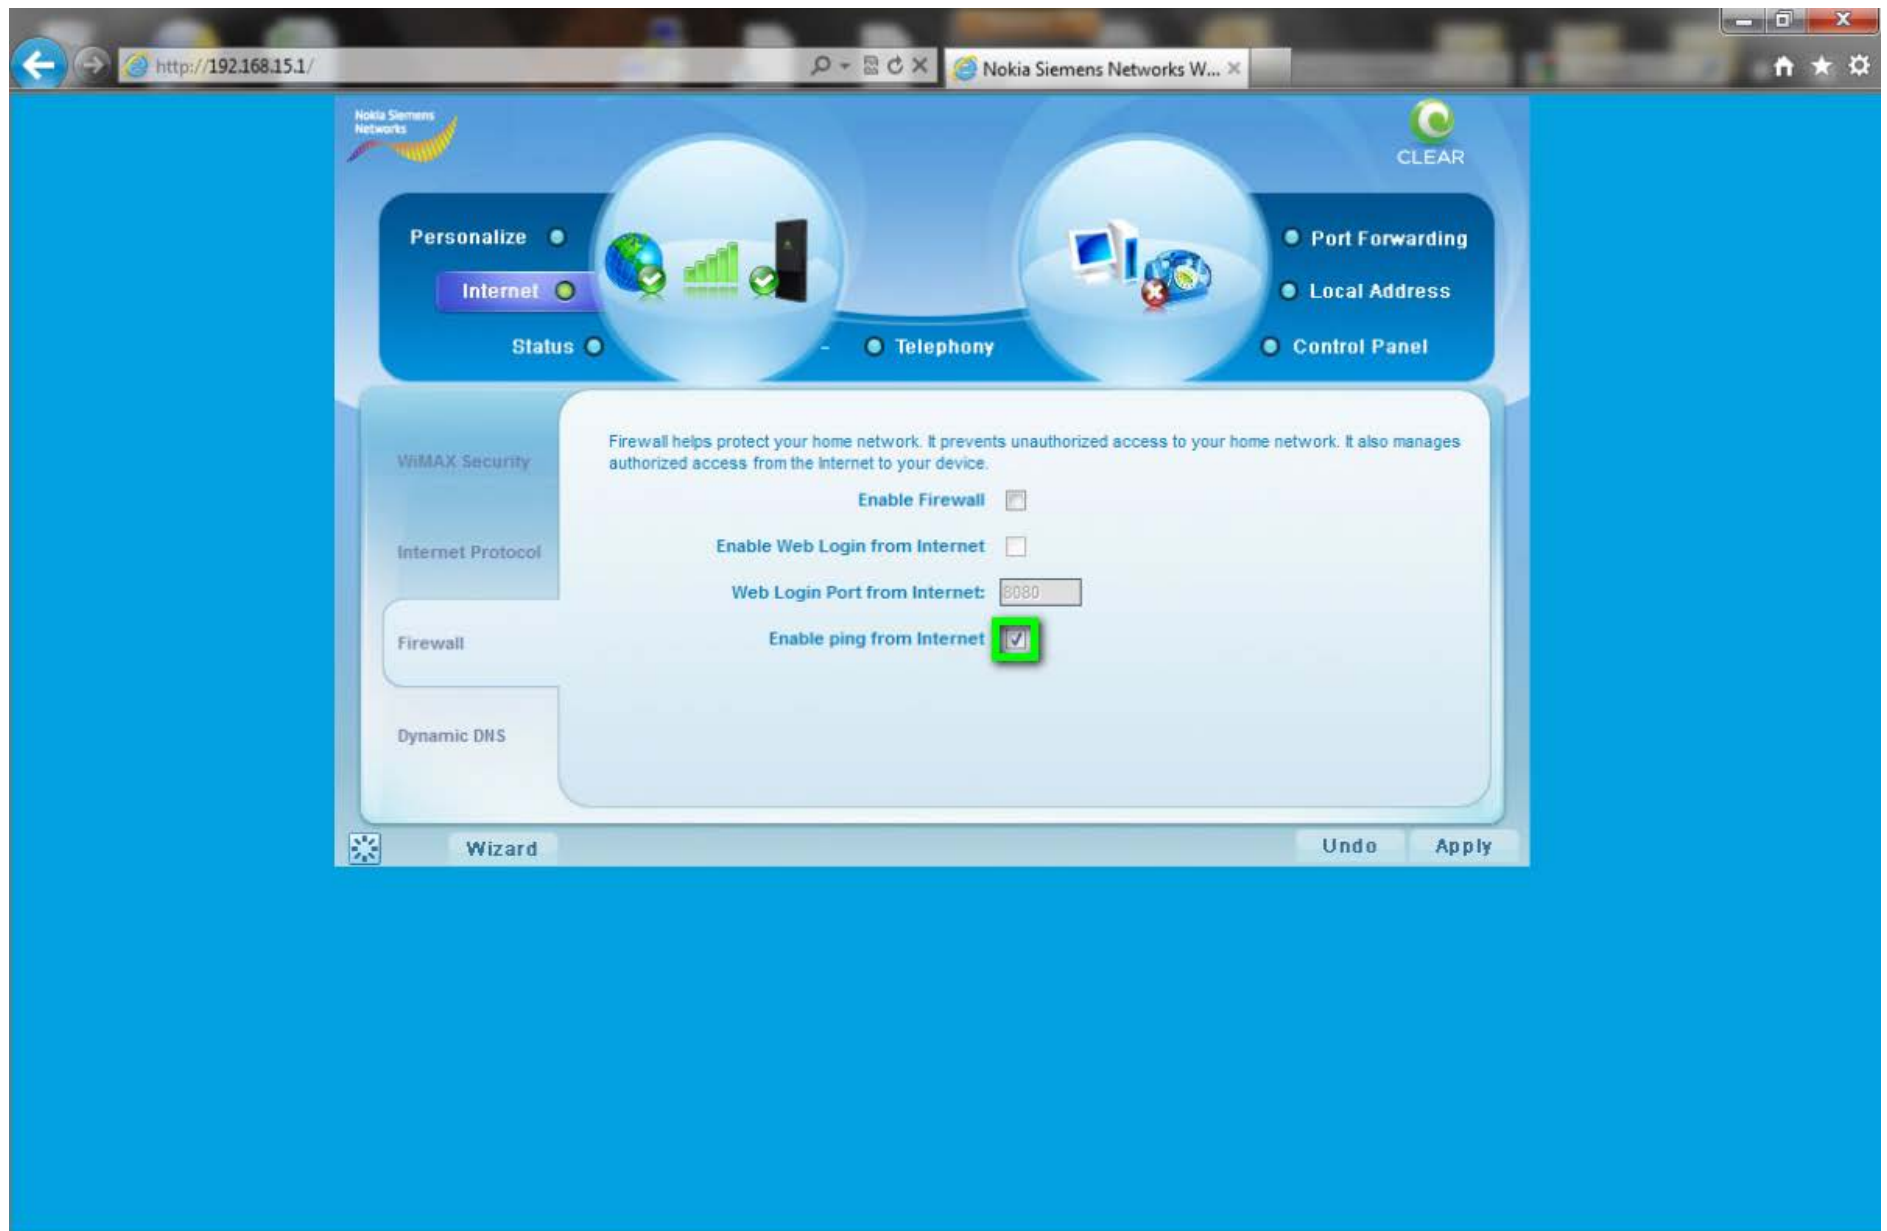 http://192.168.15.1/
Nokia Siemens Networks W...
Nokia Siemens
Networks
CLEAR
Personalize
Port Forwarding
Internet
Local Address
Status
- Telephony
Control Panel
WiMAX Security
Firewall helps protect your home network. It prevents unauthorized access to your home network. It also manages
authorized access from the Internet to your device.
Enable Firewall
Enable Web Login from Internet
Internet Protocol
Web Login Port from Internet: 8080
Enable ping from Internet
Firewall
Dynamic DNS
Wizard
Undo
Apply